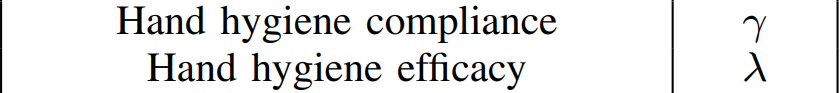 Hand hygiene compliance γ
Hand hygiene efficacy λ